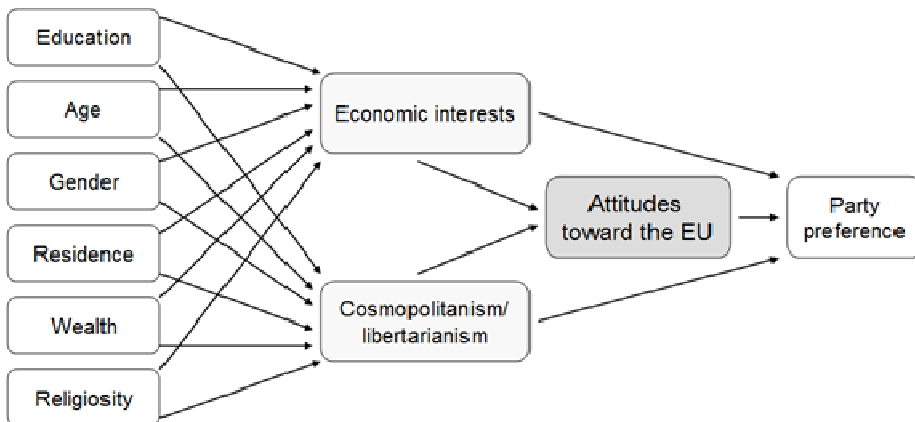 Education
Age
Gender
Residence
Wealth
Religiosity
Economic interests
Cosmopolitanism/
libertarianism
Attitudes
toward the EU
Party
preference